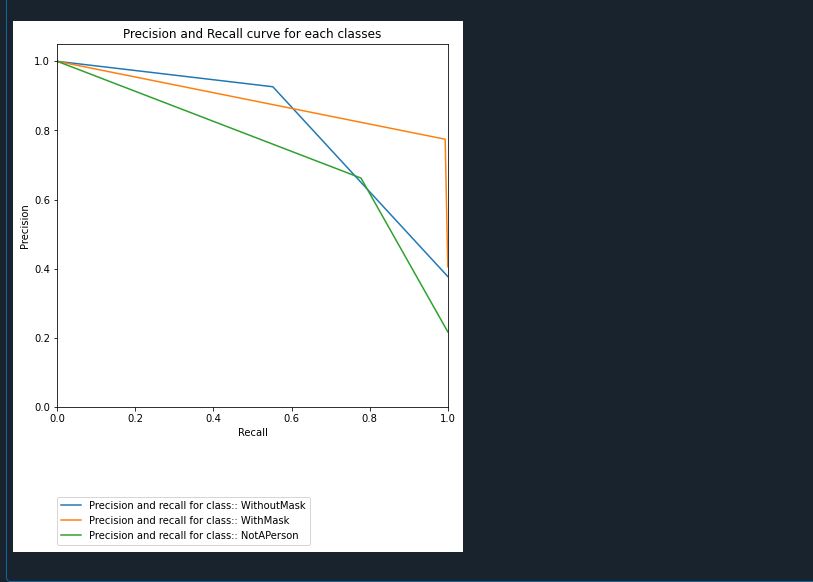 Precision and Recall curve for each classes
1.0
0.8
0.6
0.4
0.2
0.0
Precision
0.0 0.2 0.4 0.6 0.8 1.0
Recall
Precision and recall for class:: WithoutMask
Precision and recall for class:: WithMask
Precision and recall for class:: NotAPerson